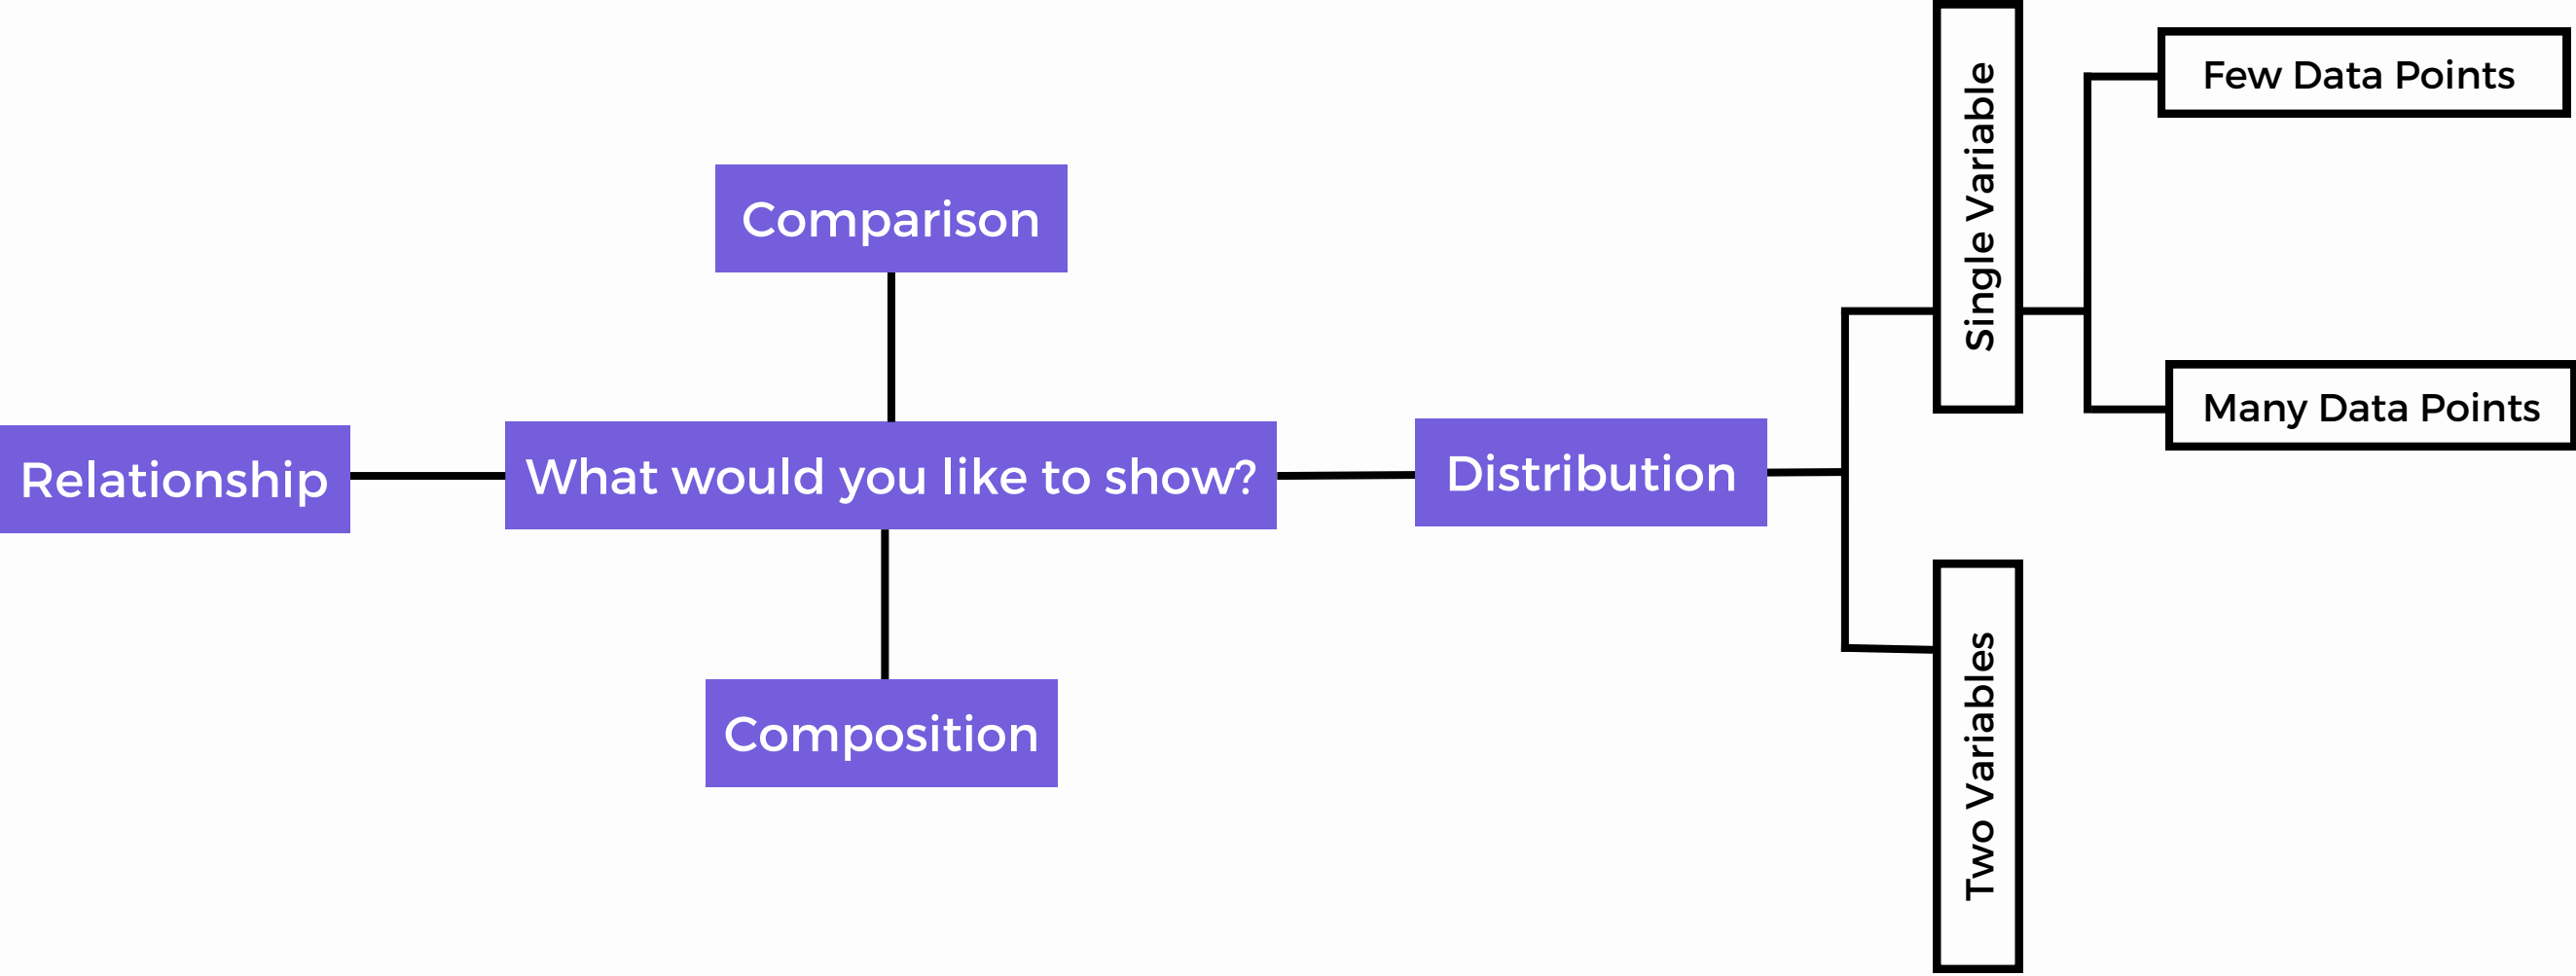 Comparison
Relationship
What would you like to show?
Distribution
Composition
Single Variable
Two Variables
Few Data Points
Many Data Points